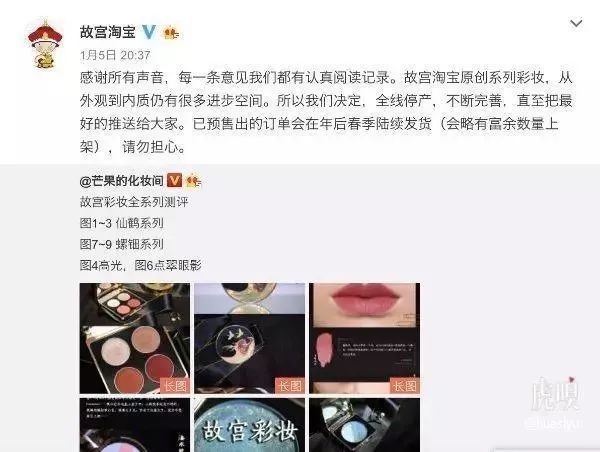 故宫淘宝
1月5日 20:37
感谢所有声音，每一条意见我们都有认真阅读记录。故宫淘宝原创系列彩妆，从
外观到内质仍有很多进步空间。所以我们决定，全线停产，不断完善，直至把最
好的推送给大家。已预售出的订单会在年后春季陆续发货（会略有富余数量上
架），请勿担心。
@芒果的化妆间
故宫彩妆全系列测评
图1~3 仙鹤系列
图7~9 螺钿系列
图4高光，图6点翠眼影
长图
长图
长图
故宫彩妆
虎嗅